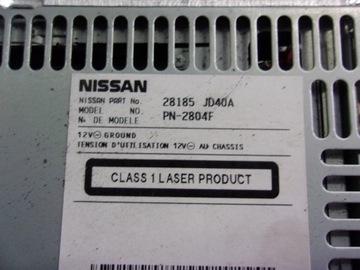 NISSAN
NISSAN PART No. 28185 JD40A
MODEL NO. PN-2804F
No DE MODELE
12V⊖ GROUND
TENSION D'UTILISATION 12V⊖ AU CHASSIS
CLASS 1 LASER PRODUCT